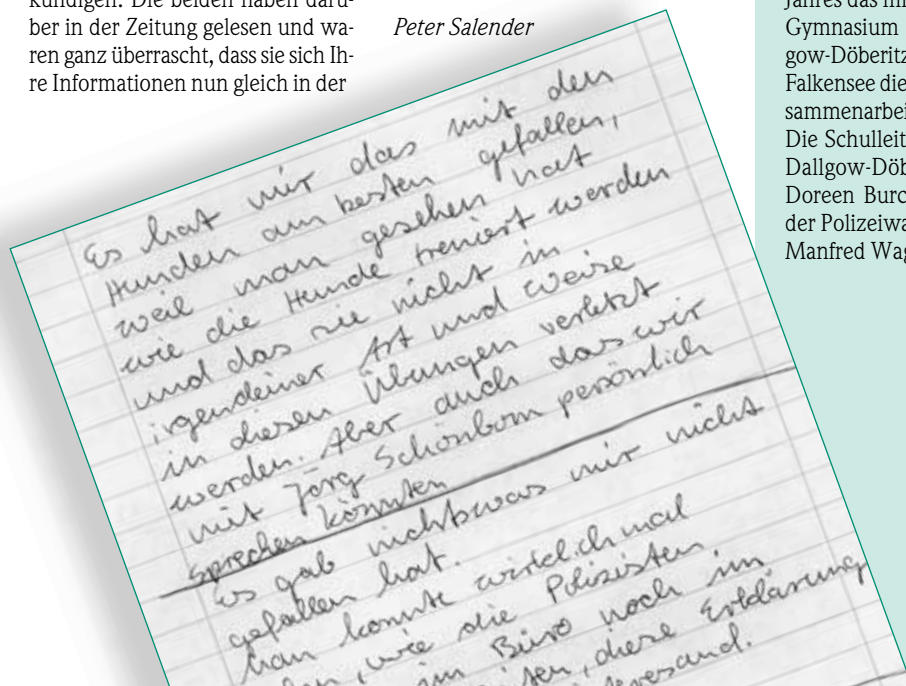 kundigen. Die beiden haben darü-
ber in der Zeitung gelesen und wa-
ren ganz überrascht, dass sie sich Ih-
re Informationen nun gleich in der
Peter Salender
Es hat mir das mit den
Hunden am besten gefallen,
weil man gesehen hat
wie die Hunde treniert werden
und das sie nicht in
irgendeiner Art und weise
in diesen Übungen verletzt
werden. Aber auch das wir
mit Jörg Schönbom persönlich
sprechen könnten
Es gab nichts was mir nicht
gefallen hat.
Man konnte wirklich mal
, wie die Polizisten
im Büro noch im
, diese Erklärung
Jahres das
Gymnasium
gow-Döberitz
Falkensee die
sammenarbei
Die Schulleit
Dallgow-Döb
Doreen Burc
der Polizeiwa
Manfred Wag